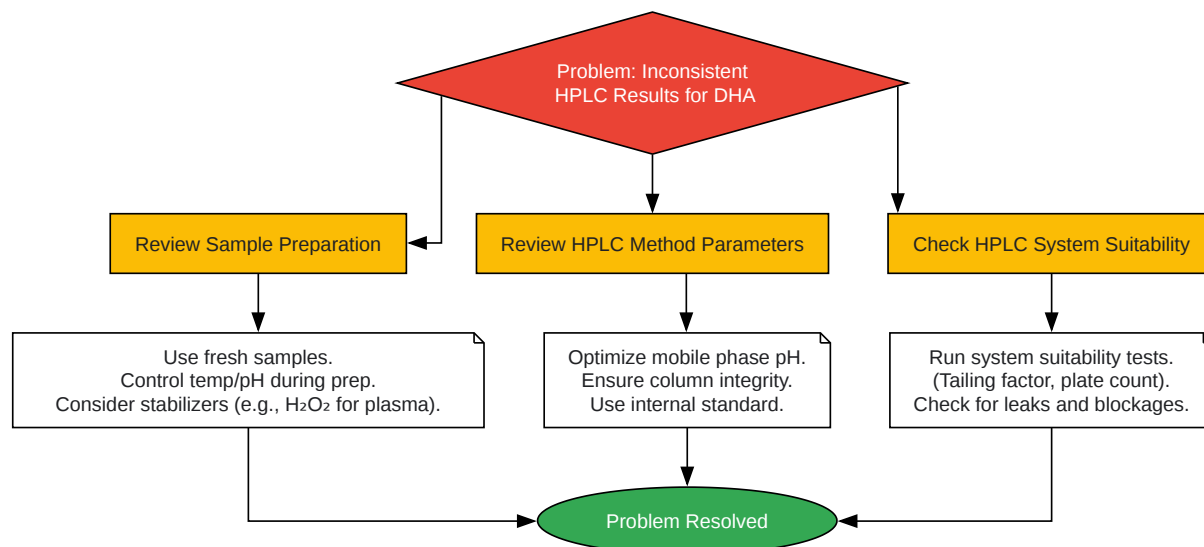 Problem: Inconsistent
HPLC Results for DHA
Review Sample Preparation
Review HPLC Method Parameters
Check HPLC System Suitability
Use fresh samples.
Control temp/pH during prep.
Consider stabilizers (e.g., H₂O₂ for plasma).
Optimize mobile phase pH.
Ensure column integrity.
Use internal standard.
Run system suitability tests.
(Tailing factor, plate count).
Check for leaks and blockages.
Problem Resolved